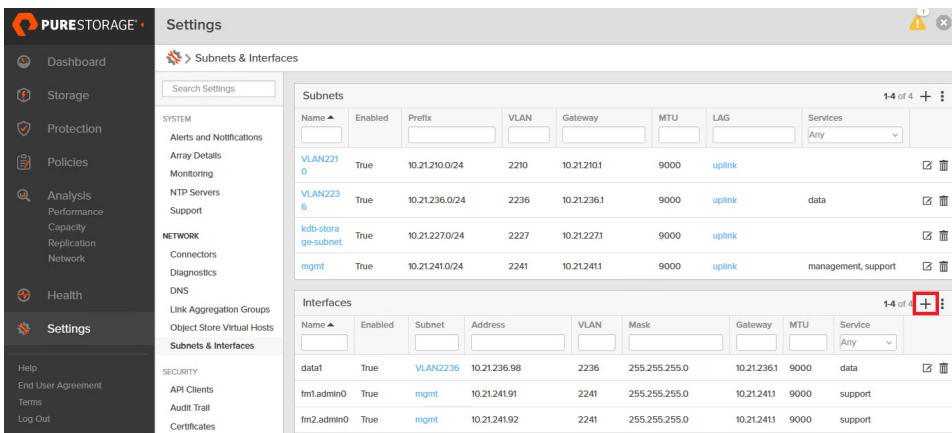 PURESTORAGE®
Settings
1
Dashboard
Storage
Protection
Policies
Analysis
Performance
Capacity
Replication
Network
Health
Settings
Help
End User Agreement
Terms
Log Out
Subnets & Interfaces
Search Settings
SYSTEM
Alerts and Notifications
Array Details
Monitoring
NTP Servers
Support
NETWORK
Connectors
Diagnostics
DNS
Link Aggregation Groups
Object Store Virtual Hosts
Subnets & Interfaces
SECURITY
API Clients
Audit Trail
Certificates
Subnets 1-4 of 4
Name Enabled Prefix VLAN Gateway MTU LAG Services
Any
VLAN221
0 True 10.21.210.0/24 2210 10.21.210.1 9000 uplink
VLAN223
6 True 10.21.236.0/24 2236 10.21.236.1 9000 uplink data
kdb-stora
ge-subnet True 10.21.227.0/24 2227 10.21.227.1 9000 uplink
mgmt True 10.21.241.0/24 2241 10.21.241.1 9000 uplink management, support
Interfaces 1-4 of 4
Name Enabled Subnet Address VLAN Mask Gateway MTU Service
Any
data1 True VLAN2236 10.21.236.98 2236 255.255.255.0 10.21.236.1 9000 data
fm1.admin0 True mgmt 10.21.241.91 2241 255.255.255.0 10.21.241.1 9000 support
fm2.admin0 True mgmt 10.21.241.92 2241 255.255.255.0 10.21.241.1 9000 support